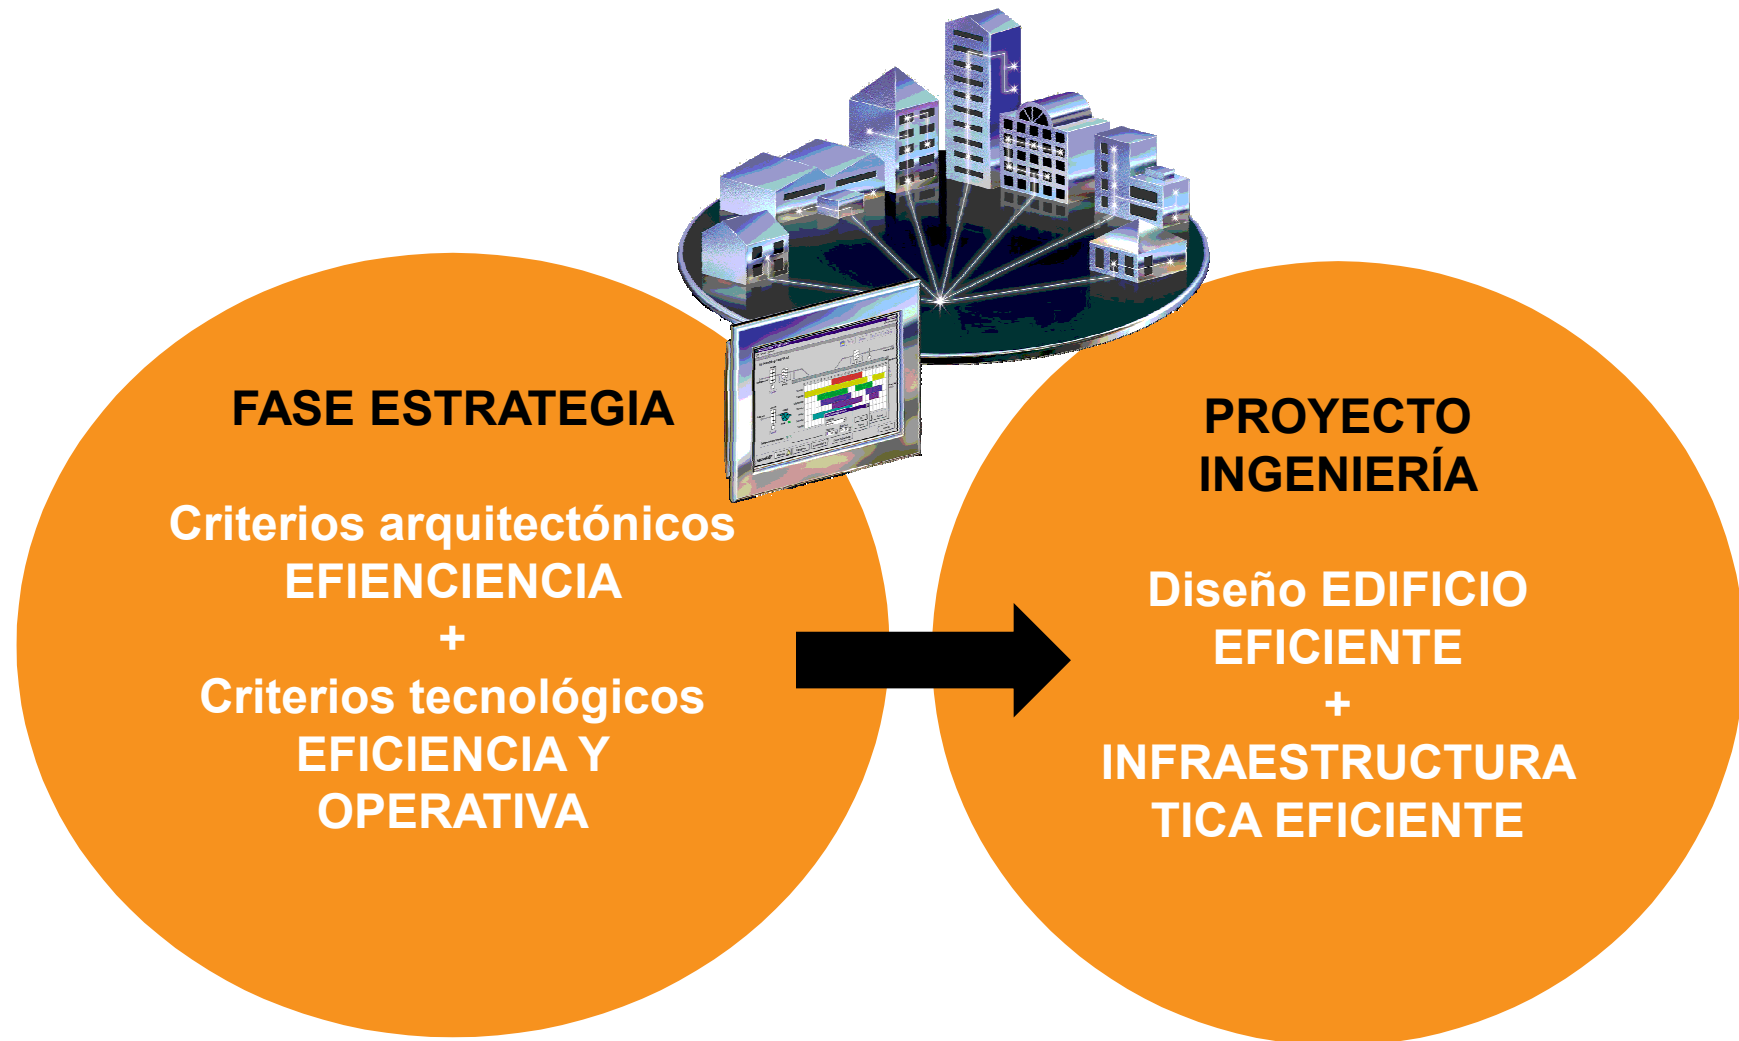 FASE ESTRATEGIA
Criterios arquitectónicos
EFIENCIENCIA
+
Criterios tecnológicos
EFICIENCIA Y
OPERATIVA
PROYECTO
INGENIERÍA
Diseño EDIFICIO
EFICIENTE
+
INFRAESTRUCTURA
TICA EFICIENTE